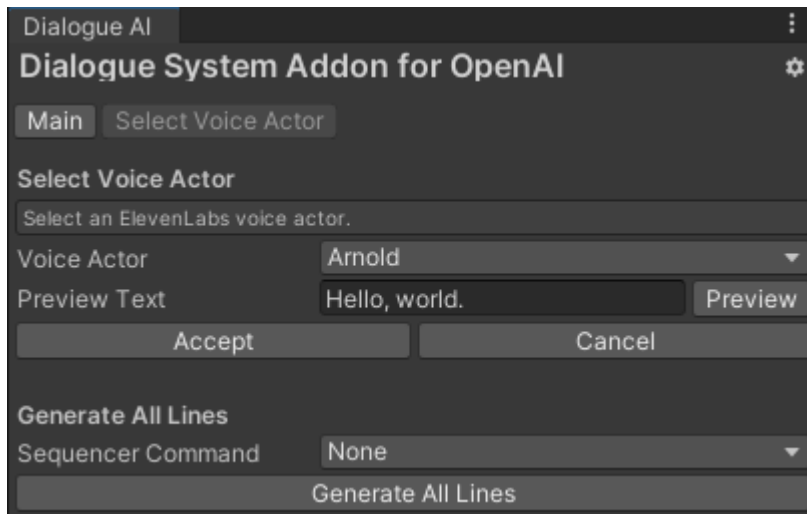 Dialogue AI
Dialogue System Addon for OpenAI
Main Select Voice Actor
Select Voice Actor
Select an ElevenLabs voice actor.
Voice Actor Arnold
Preview Text Hello, world. Preview
Accept Cancel
Generate All Lines
Sequencer Command None
Generate All Lines